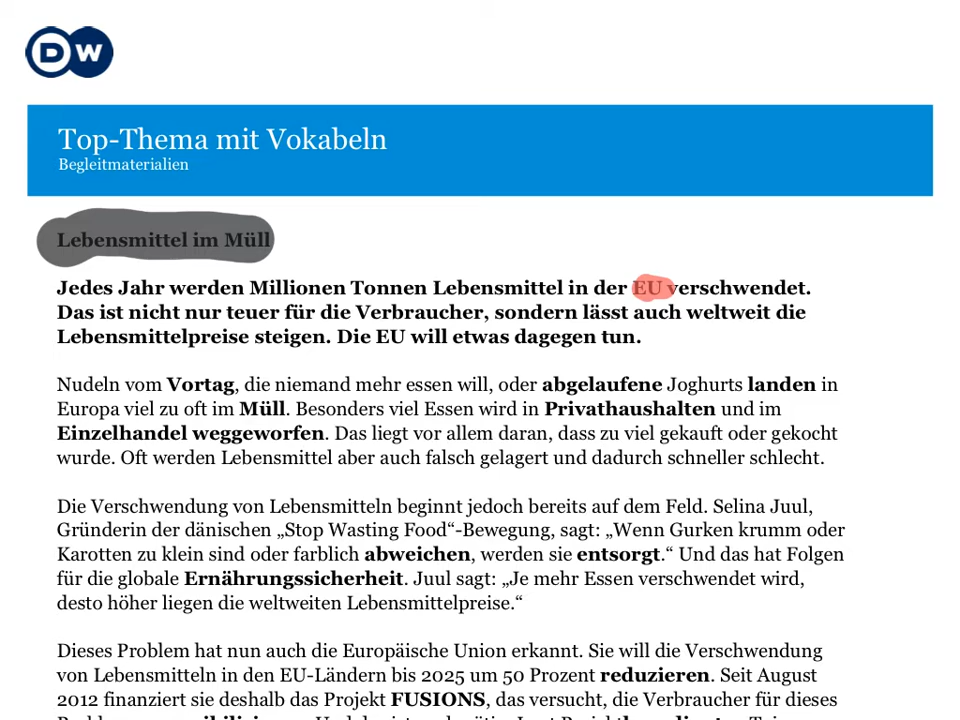 DW
Top-Thema mit Vokabeln
Begleitmaterialien
Lebensmittel im Müll
Jedes Jahr werden Millionen Tonnen Lebensmittel in der EU verschwendet.
Das ist nicht nur teuer für die Verbraucher, sondern lässt auch weltweit die
Lebensmittelpreise steigen. Die EU will etwas dagegen tun.
Nudeln vom Vortag, die niemand mehr essen will, oder abgelaufene Joghurts landen in
Europa viel zu oft im Müll. Besonders viel Essen wird in Privathaushalten und im
Einzelhandel weggeworfen. Das liegt vor allem daran, dass zu viel gekauft oder gekocht
wurde. Oft werden Lebensmittel aber auch falsch gelagert und dadurch schneller schlecht.
Die Verschwendung von Lebensmitteln beginnt jedoch bereits auf dem Feld. Selina Juul,
Gründerin der dänischen „Stop Wasting Food“-Bewegung, sagt: „Wenn Gurken krumm oder
Karotten zu klein sind oder farblich abweichen, werden sie entsorgt.“ Und das hat Folgen
für die globale Ernährungssicherheit. Juul sagt: „Je mehr Essen verschwendet wird,
desto höher liegen die weltweiten Lebensmittelpreise.“
Dieses Problem hat nun auch die Europäische Union erkannt. Sie will die Verschwendung
von Lebensmitteln in den EU-Ländern bis 2025 um 50 Prozent reduzieren. Seit August
2012 finanziert sie deshalb das Projekt FUSIONS, das versucht, die Verbraucher für dieses